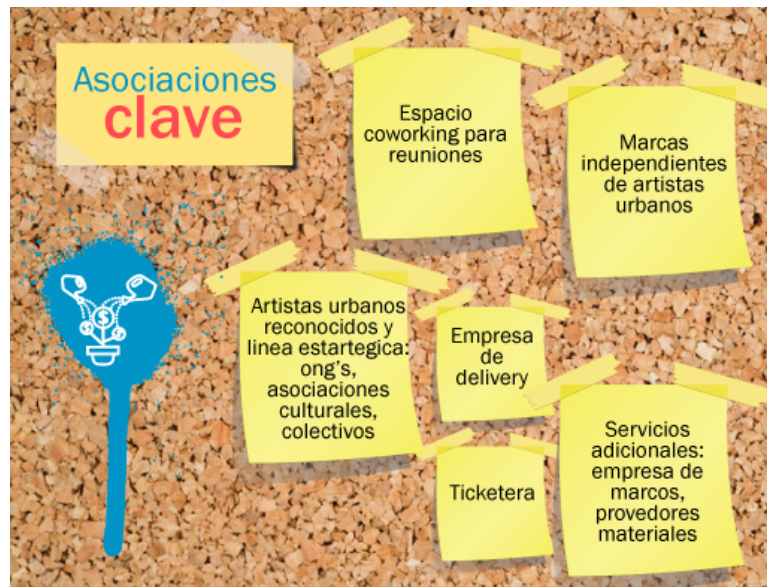 Asociaciones
clave
Espacio
coworking para
reuniones
Marcas
independientes
de artistas
urbanos
Artistas urbanos
reconocidos y
linea estartegica:
ong's,
asociaciones
culturales,
colectivos
Empresa
de
delivery
Ticketera
Servicios
adicionales:
empresa de
marcos,
provedores
materiales
$